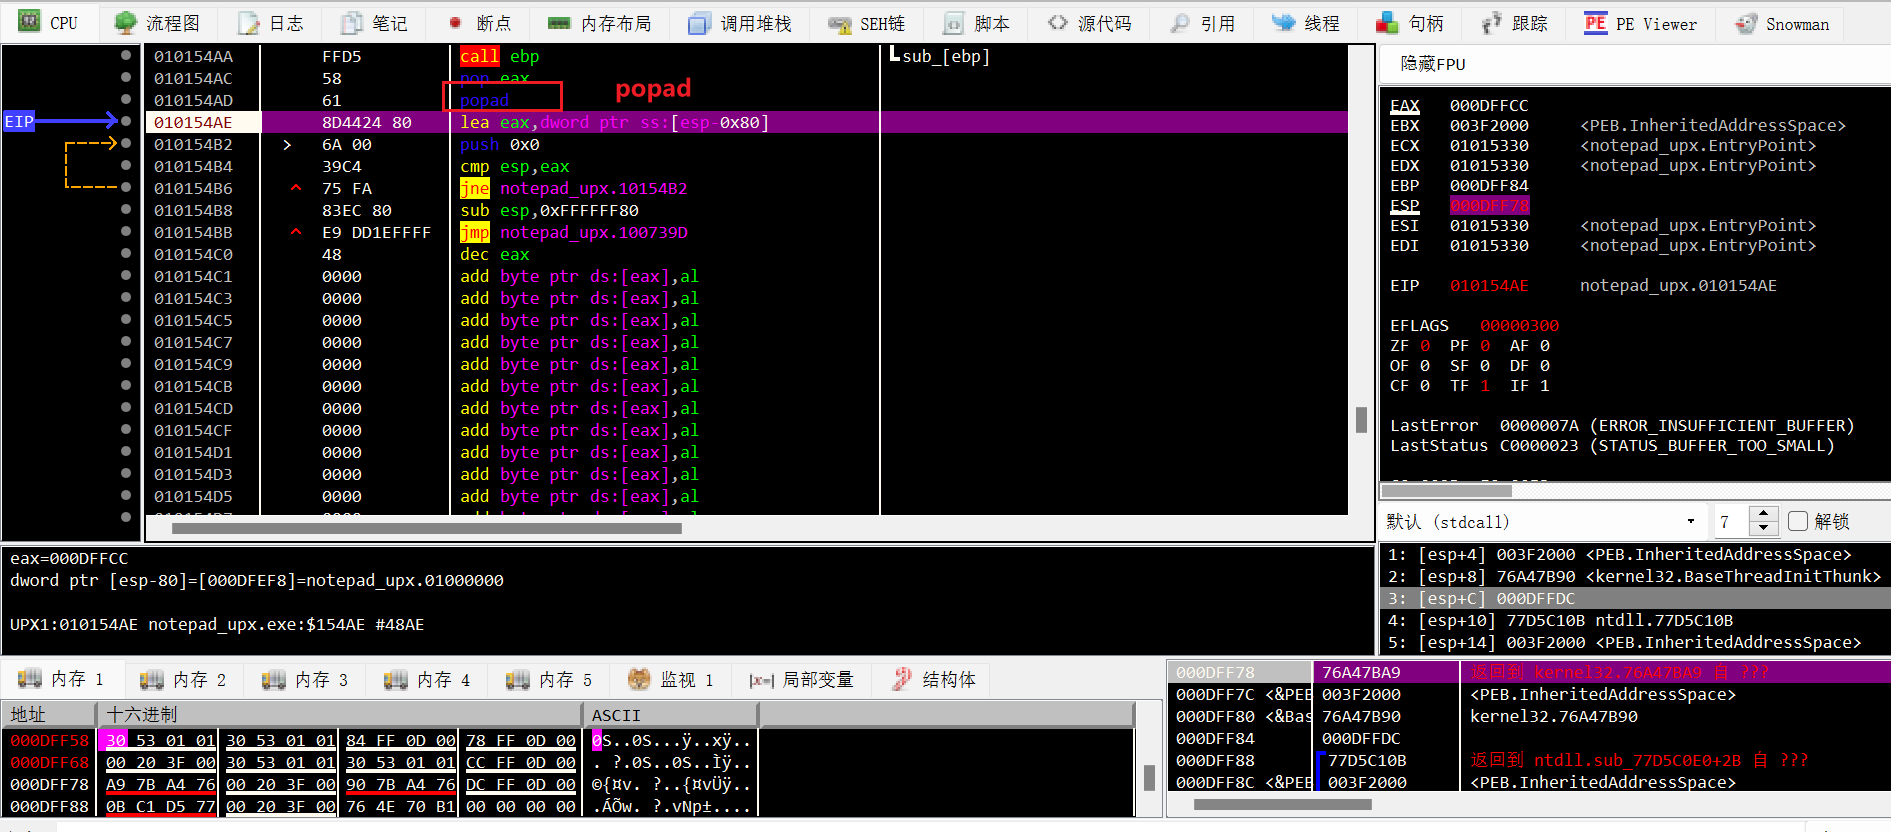 CPU 流程图 日志 笔记 断点 内存布局 调用堆栈 SEH链 脚本 源代码 引用 线程 句柄 跟踪 PE PE Viewer Snowman
010154AA FFD5 call ebp sub_[ebp]
010154AC 58 pop eax
010154AD 61 popad
popad
EIP 010154AE 8D4424 80 lea eax,dword ptr ss:[esp-0x80]
010154B2 > 6A 00 push 0x0
010154B4 39C4 cmp esp,eax
010154B6 ^ 75 FA jne notepad_upx.10154B2
010154B8 83EC 80 sub esp,0xFFFFFF80
010154BB ^ E9 DD1EFFFF jmp notepad_upx.100739D
010154C0 48 dec eax
010154C1 0000 add byte ptr ds:[eax],al
010154C3 0000 add byte ptr ds:[eax],al
010154C5 0000 add byte ptr ds:[eax],al
010154C7 0000 add byte ptr ds:[eax],al
010154C9 0000 add byte ptr ds:[eax],al
010154CB 0000 add byte ptr ds:[eax],al
010154CD 0000 add byte ptr ds:[eax],al
010154CF 0000 add byte ptr ds:[eax],al
010154D1 0000 add byte ptr ds:[eax],al
010154D3 0000 add byte ptr ds:[eax],al
010154D5 0000 add byte ptr ds:[eax],al
隐藏FPU
EAX 000DFFCC
EBX 003F2000 <PEB.InheritedAddressSpace>
ECX 01015330 <notepad_upx.EntryPoint>
EDX 01015330 <notepad_upx.EntryPoint>
EBP 000DFF84
ESP 000DFF78
ESI 01015330 <notepad_upx.EntryPoint>
EDI 01015330 <notepad_upx.EntryPoint>
EIP 010154AE notepad_upx.010154AE
EFLAGS 00000300
ZF 0 PF 0 AF 0
OF 0 SF 0 DF 0
CF 0 TF 1 IF 1
LastError 0000007A (ERROR_INSUFFICIENT_BUFFER)
LastStatus C0000023 (STATUS_BUFFER_TOO_SMALL)
默认 (stdcall) 7 解锁
1: [esp+4] 003F2000 <PEB.InheritedAddressSpace>
2: [esp+8] 76A47B90 <kernel32.BaseThreadInitThunk>
3: [esp+C] 000DFFDC
4: [esp+10] 77D5C10B ntdll.77D5C10B
5: [esp+14] 003F2000 <PEB.InheritedAddressSpace>
eax=000DFFCC
dword ptr [esp-80]=[000DFEF8]=notepad_upx.01000000
UPX1:010154AE notepad_upx.exe:$154AE #48AE
内存 1 内存 2 内存 3 内存 4 内存 5 监视 1 [x=] 局部变量 结构体
地址 十六进制 ASCII
000DFF58 30 53 01 01 30 53 01 01 84 FF 0D 00 78 FF 0D 00 0S..0S...ÿ..xÿ..
000DFF68 00 20 3F 00 30 53 01 01 30 53 01 01 CC FF 0D 00 . ?.0S..0S..Ìÿ..
000DFF78 A9 7B A4 76 00 20 3F 00 90 7B A4 76 DC FF 0D 00 ©{¤v. ?..{¤vÜÿ..
000DFF88 0B C1 D5 77 00 20 3F 00 76 4E 70 B1 00 00 00 00 .ÁÕw. ?.vNp±....
000DFF78 76A47BA9 返回到 kernel32.76A47BA9 自 ???
000DFF7C <&PEB 003F2000 <PEB.InheritedAddressSpace>
000DFF80 <&Bas 76A47B90 kernel32.76A47B90
000DFF84 000DFFDC
000DFF88 77D5C10B 返回到 ntdll.sub_77D5C0E0+2B 自 ???
000DFF8C <&PEB 003F2000 <PEB.InheritedAddressSpace>